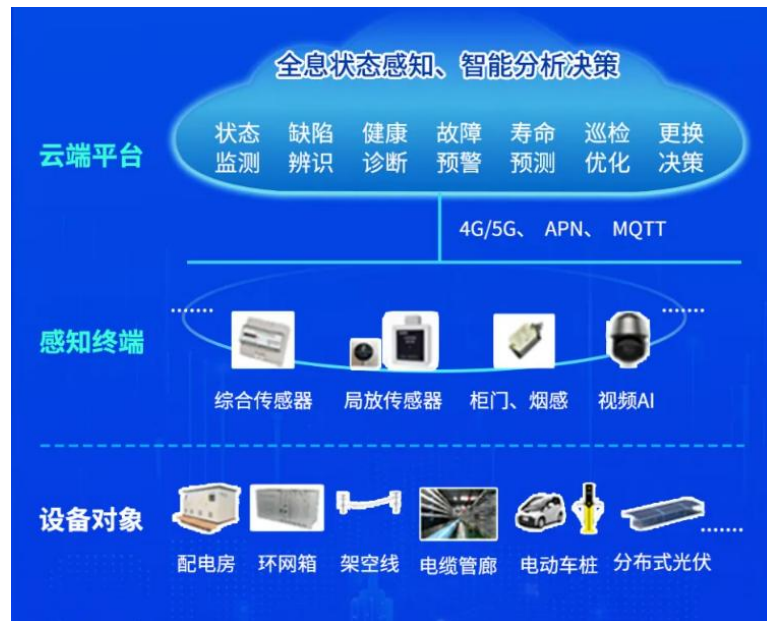 全息状态感知、智能分析决策
云端平台
状态 缺陷 健康 故障 寿命 巡检 更换
监测 辨识 诊断 预警 预测 优化 决策
4G/5G、 APN、 MQTT
感知终端
综合传感器 局放传感器 柜门、烟感 视频AI
设备对象
配电房 环网箱 架空线 电缆管廊 电动车桩 分布式光伏